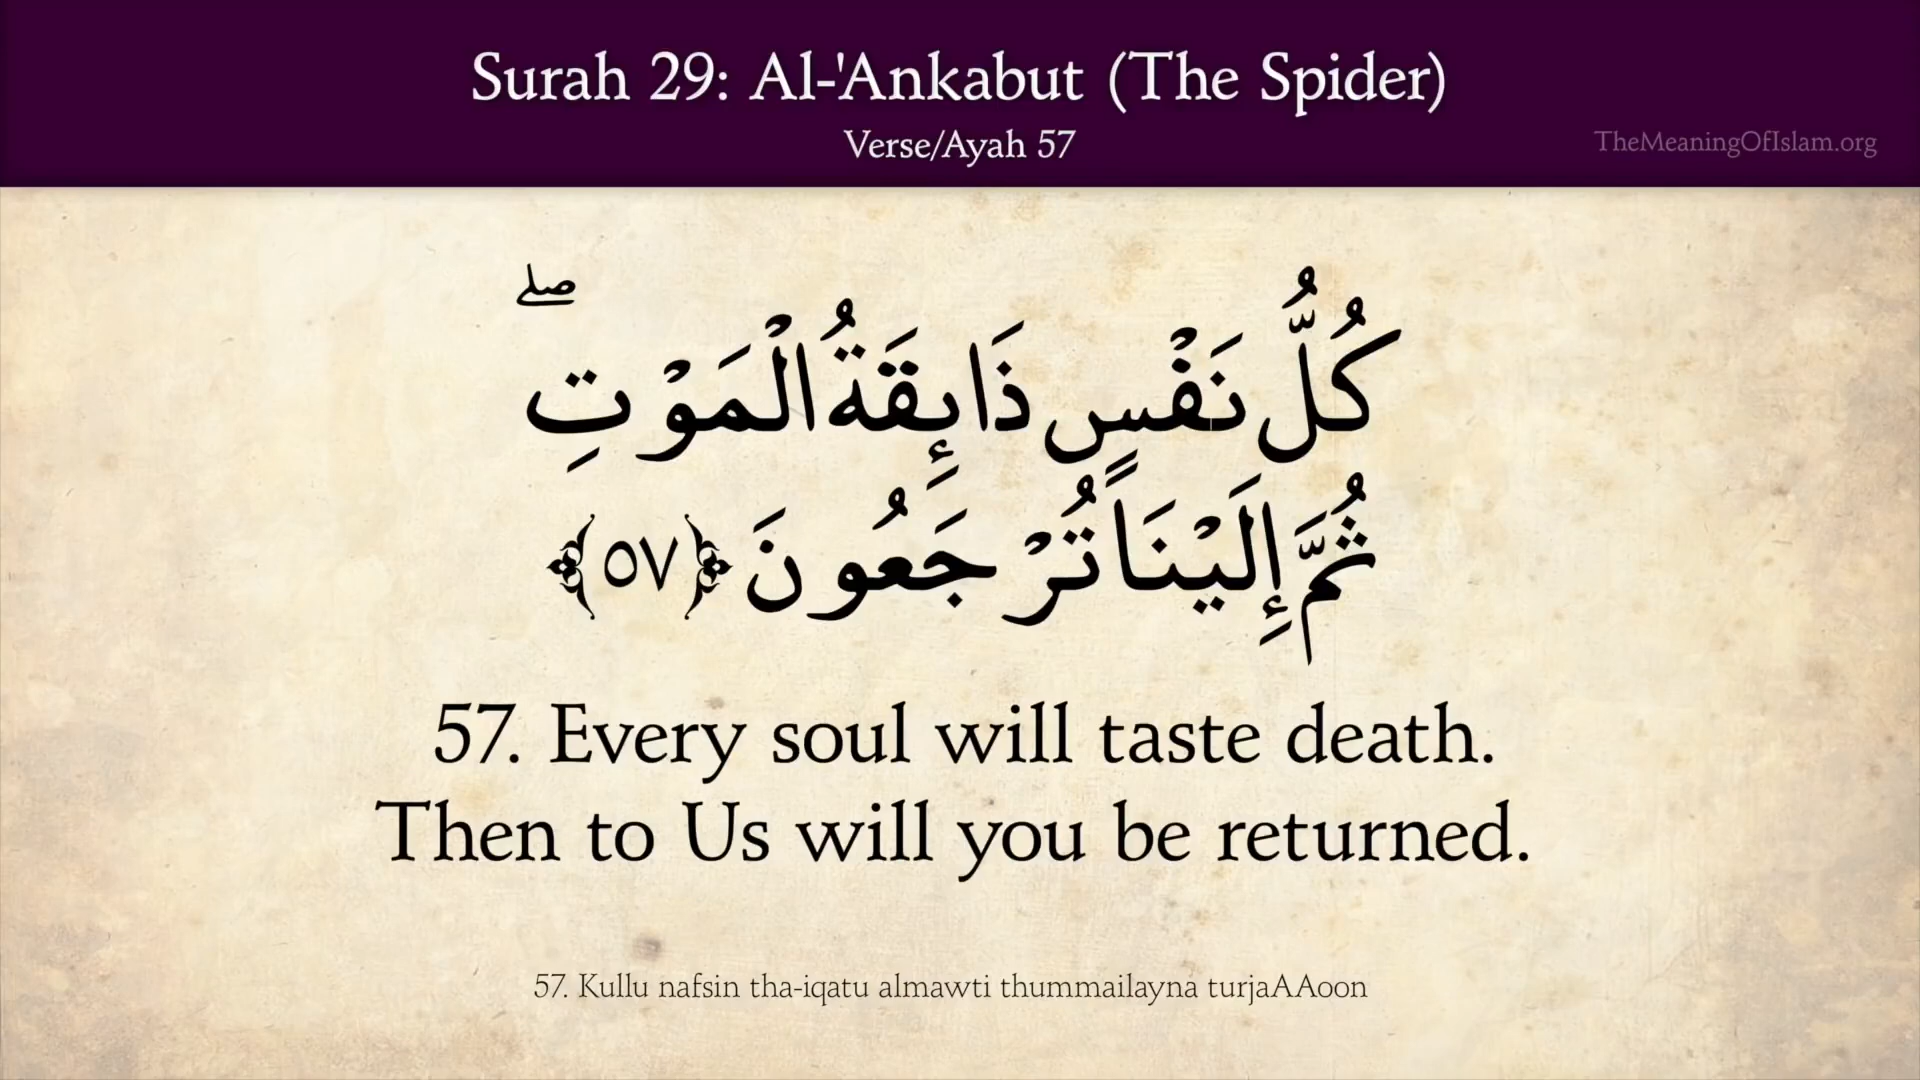 Surah 29: Al-'Ankabut (The Spider)
Verse/Ayah 57
TheMeaningOfIslam.org
كُلُّ نَفْسٍ ذَايِٕقَةُ الْمَوْتِ ۖ
ثُمَّ إِلَيْنَا تُرْجَعُونَ ﴿٥٧﴾
57. Every soul will taste death.
Then to Us will you be returned.
57. Kullu nafsin tha-iqatu almawti thummailayna turjaAAoon